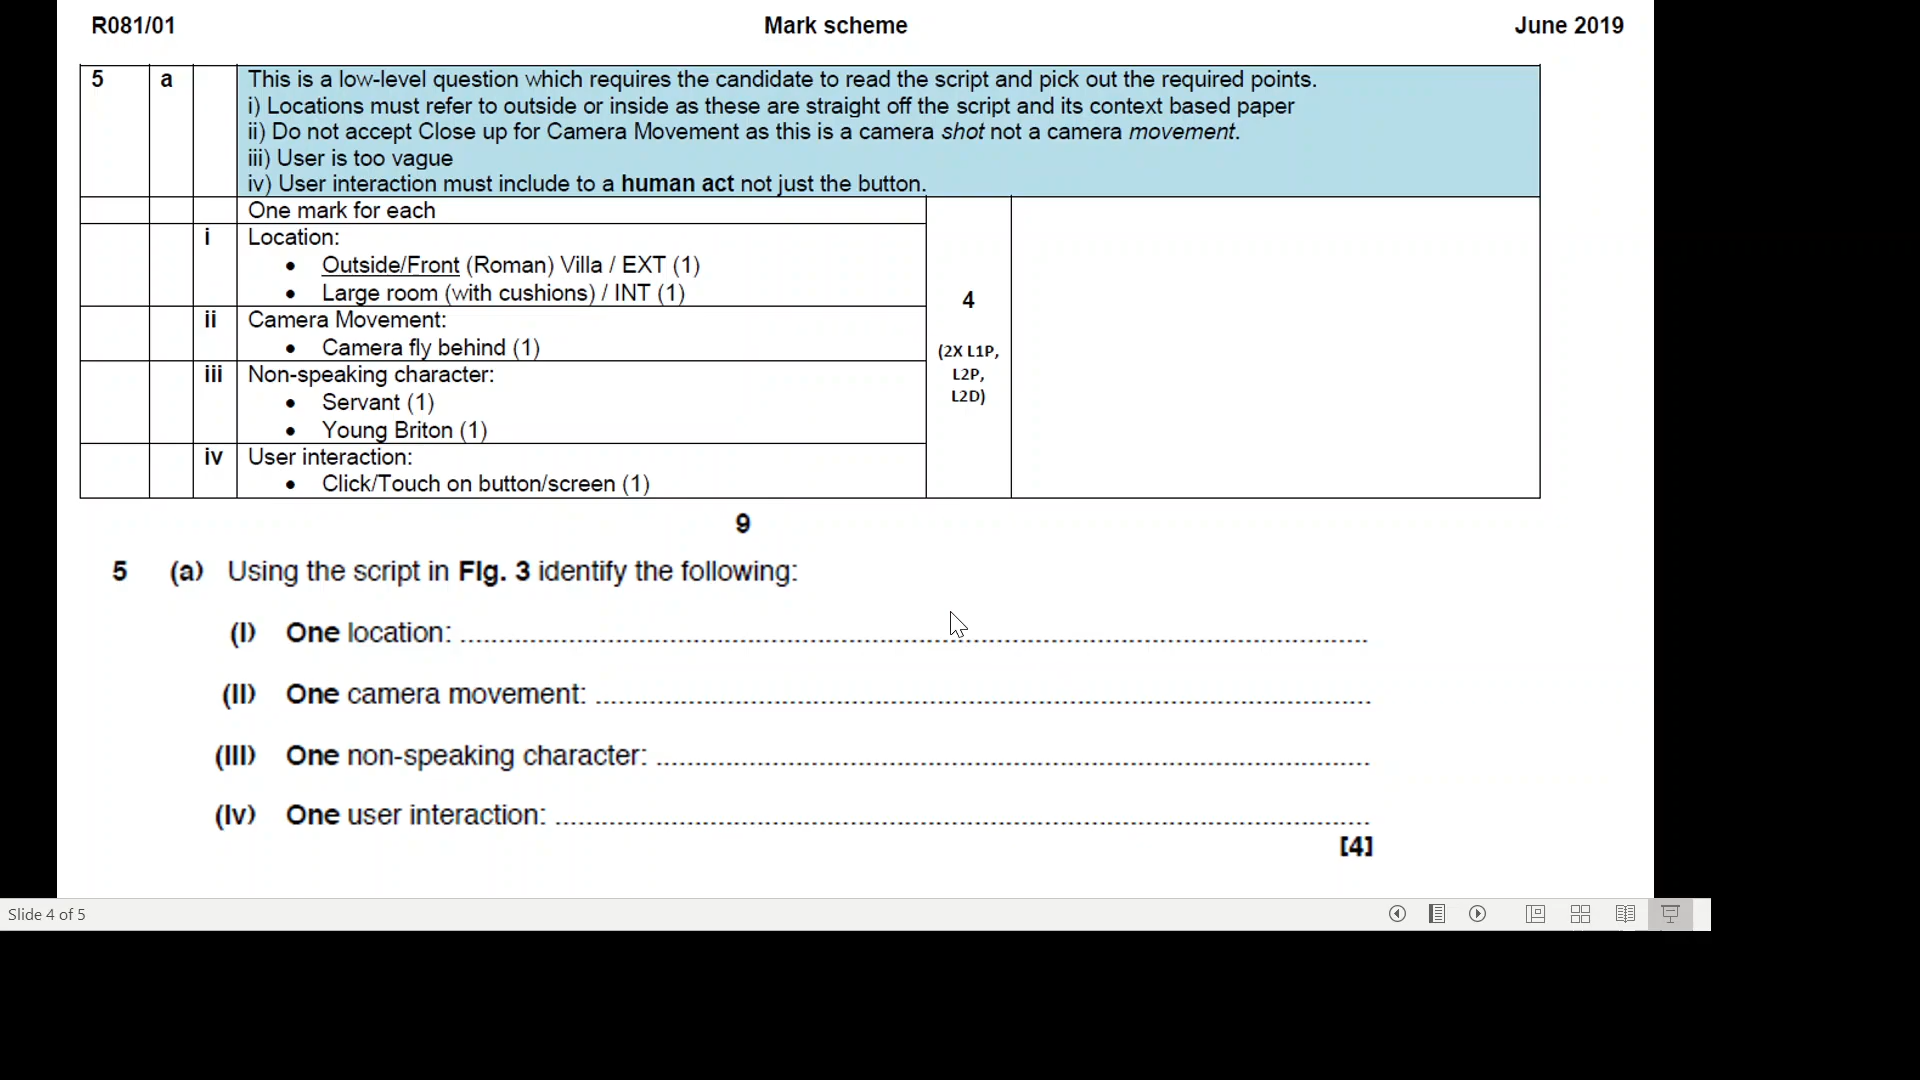 R081/01 Mark scheme June 2019
5 a This is a low-level question which requires the candidate to read the script and pick out the required points.
i) Locations must refer to outside or inside as these are straight off the script and its context based paper
ii) Do not accept Close up for Camera Movement as this is a camera shot not a camera movement.
iii) User is too vague
iv) User interaction must include to a human act not just the button.
One mark for each
i Location:
• Outside/Front (Roman) Villa / EXT (1)
• Large room (with cushions) / INT (1)
ii Camera Movement:
• Camera fly behind (1)
iii Non-speaking character:
• Servant (1)
• Young Briton (1)
iv User interaction:
• Click/Touch on button/screen (1)
4
(2X L1P,
L2P,
L2D)
9
5 (a) Using the script in FIg. 3 identify the following:
(I) One location: ........................................................................
(II) One camera movement: ........................................................................
(III) One non-speaking character: ........................................................................
(Iv) One user interaction: ........................................................................
[4]
Slide 4 of 5